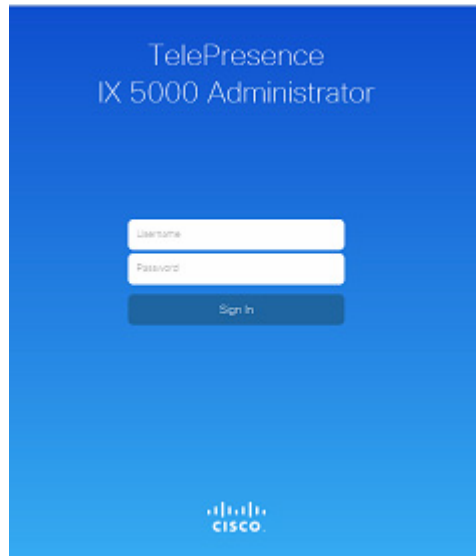 TelePresence
IX 5000 Administrator
Username
Password
Sign In
CISCO